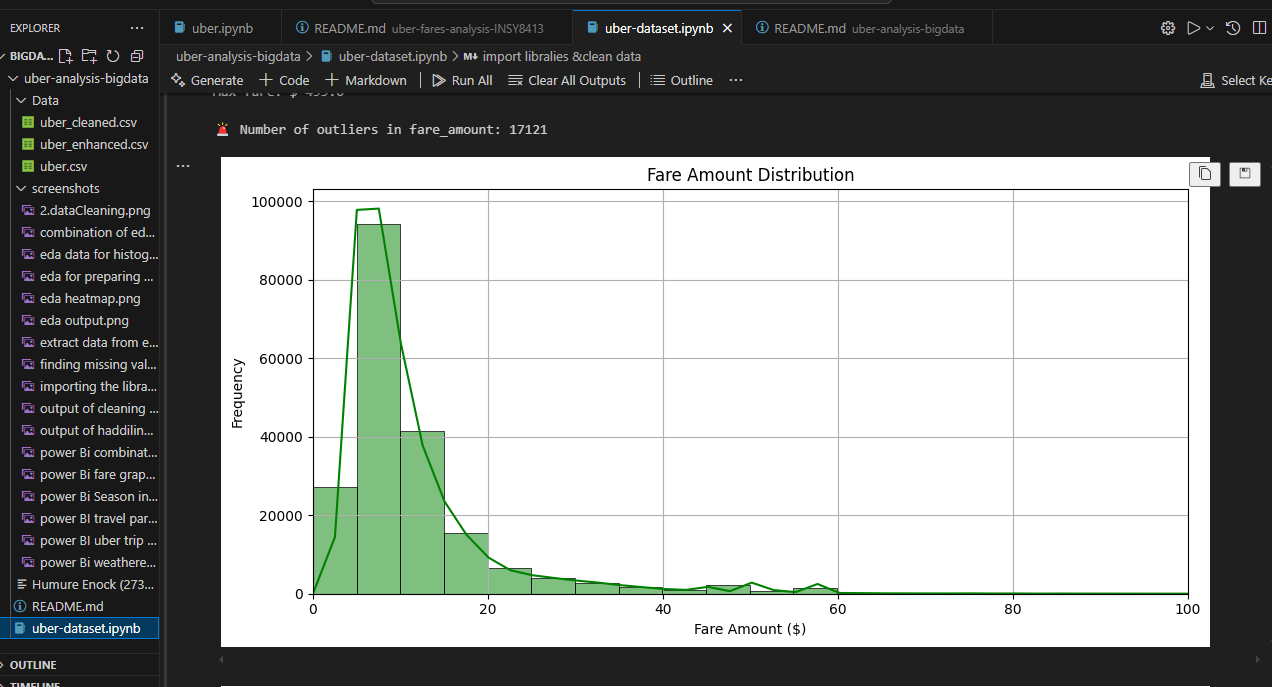 EXPLORER
uber.ipynb
README.md uber-fares-analysis-INSY8413
uber-dataset.ipynb
README.md uber-analysis-bigdata
BIGDA...
uber-analysis-bigdata > uber-dataset.ipynb > M↓ import libralies &clean data
Generate + Code + Markdown | Run All Clear All Outputs | Outline ...
Select Ke
uber-analysis-bigdata
Data
uber_cleaned.csv
uber_enhanced.csv
uber.csv
screenshots
2.dataCleaning.png
combination of ed...
eda data for histog...
eda for preparing ...
eda heatmap.png
eda output.png
extract data from e...
finding missing val...
importing the libra...
output of cleaning ...
output of haddilin...
power Bi combinat...
power Bi fare grap...
power Bi Season in...
power BI travel par...
power BI uber trip ...
power Bi weathere...
Humure Enock (273...
README.md
uber-dataset.ipynb
OUTLINE
TIMELINE
Max fare: $ 499.0
🚨 Number of outliers in fare_amount: 17121
Fare Amount Distribution
100000
80000
60000
40000
20000
0
Frequency
0 20 40 60 80 100
Fare Amount ($)